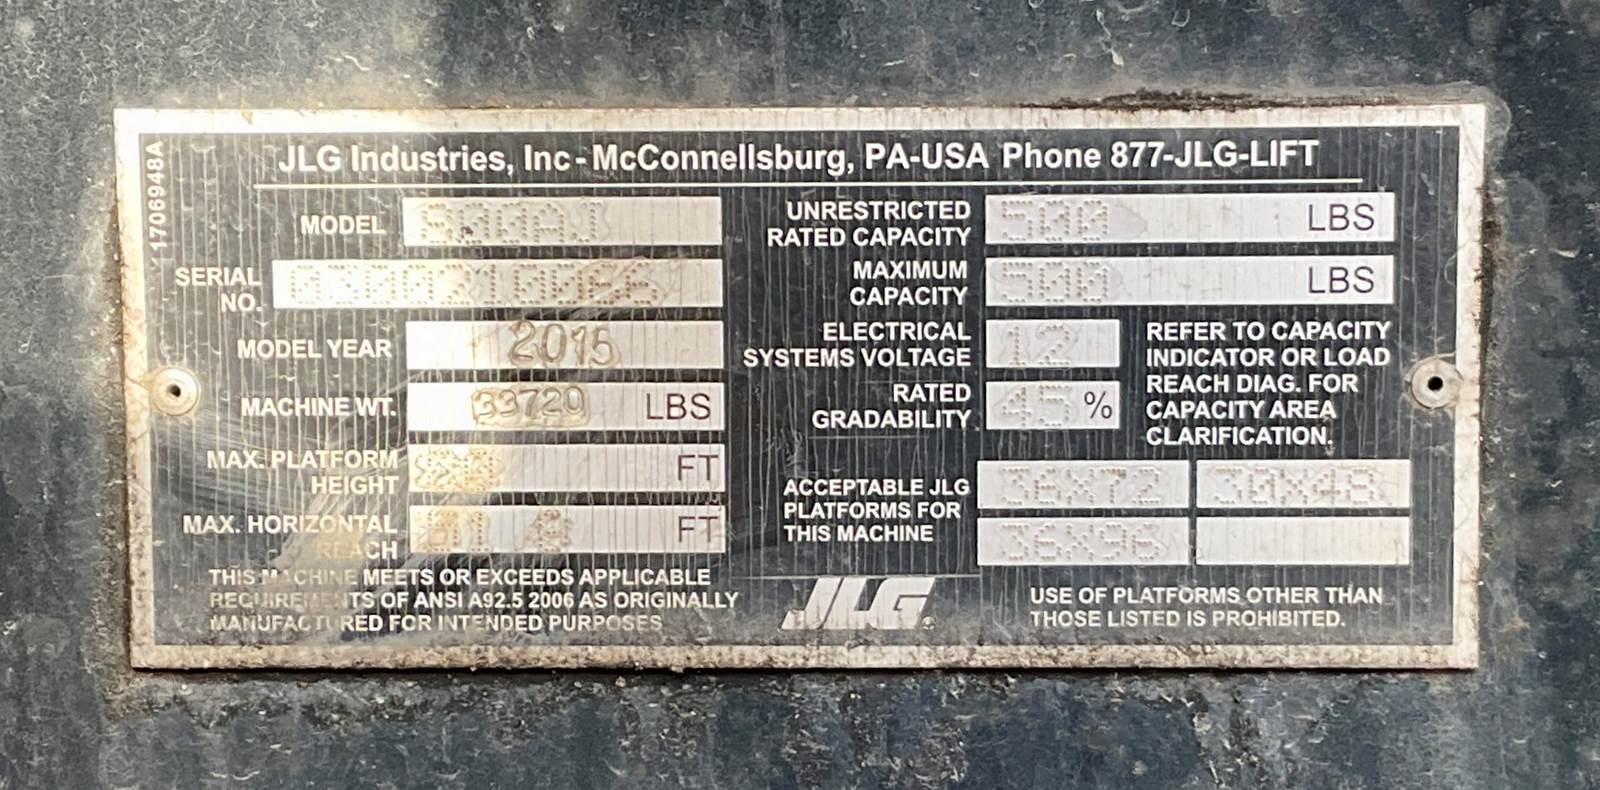 1706948A
JLG Industries, Inc - McConnellsburg, PA-USA Phone 877-JLG-LIFT
MODEL 800AJ
SERIAL NO.
MODEL YEAR 2015
MACHINE WT. 33720 LBS
MAX. PLATFORM HEIGHT FT
MAX. HORIZONTAL REACH FT
THIS MACHINE MEETS OR EXCEEDS APPLICABLE
REQUIREMENTS OF ANSI A92.5 2006 AS ORIGINALLY
MANUFACTURED FOR INTENDED PURPOSES
UNRESTRICTED RATED CAPACITY 500 LBS
MAXIMUM CAPACITY 500 LBS
ELECTRICAL SYSTEMS VOLTAGE 12
RATED GRADABILITY 45 %
REFER TO CAPACITY
INDICATOR OR LOAD
REACH DIAG. FOR
CAPACITY AREA
CLARIFICATION.
ACCEPTABLE JLG
PLATFORMS FOR
THIS MACHINE
36X72 30X48
36X96
JLG
USE OF PLATFORMS OTHER THAN
THOSE LISTED IS PROHIBITED.